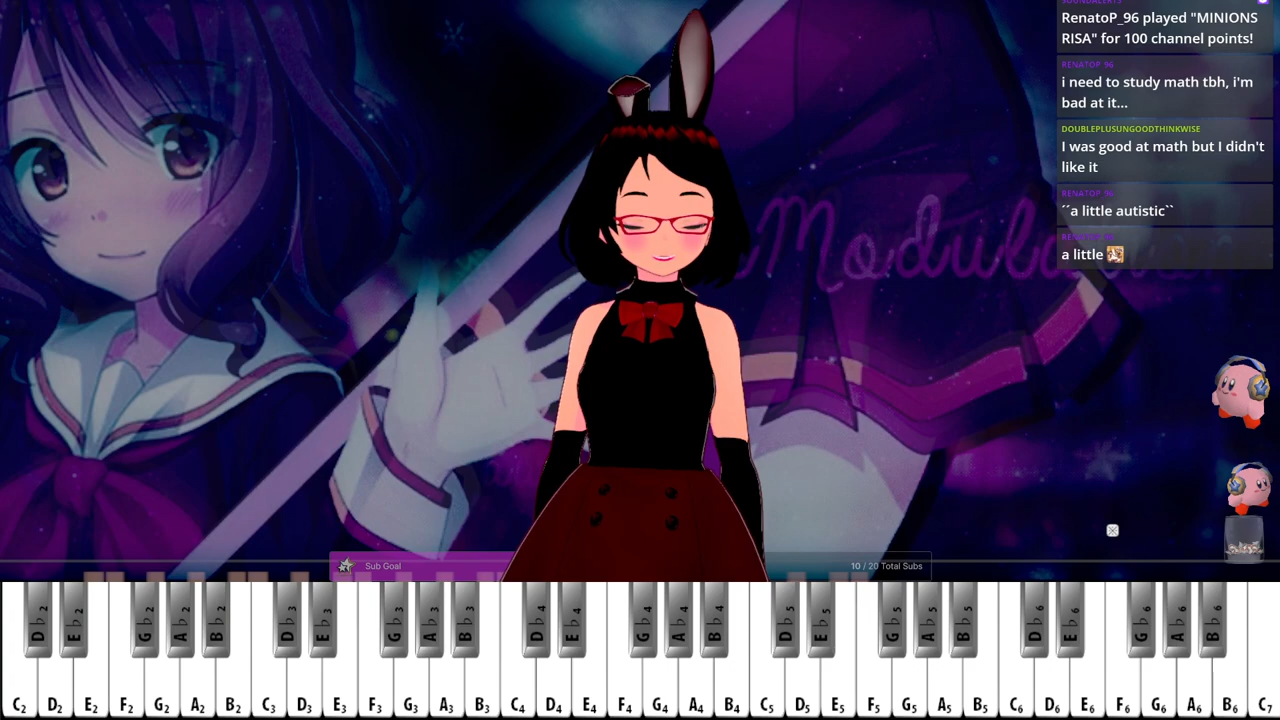 SOUNDALERTS
RenatoP_96 played "MINIONS
RISA" for 100 channel points!
RENATOP_96
i need to study math tbh, i'm
bad at it...
DOUBLEPLUSUNGOODTHINKWISE
I was good at math but I didn't
like it
RENATOP_96
´´a little autistic``
RENATOP_96
a little
Sub Goal
10 / 20 Total Subs
D♭2 E♭2 G♭2 A♭2 B♭2 D♭3 E♭3 G♭3 A♭3 B♭3 D♭4 E♭4 G♭4 A♭4 B♭4 D♭5 E♭5 G♭5 A♭5 B♭5 D♭6 E♭6 G♭6 A♭6 B♭6
C2 D2 E2 F2 G2 A2 B2 C3 D3 E3 F3 G3 A3 B3 C4 D4 E4 F4 G4 A4 B4 C5 D5 E5 F5 G5 A5 B5 C6 D6 E6 F6 G6 A6 B6 C7